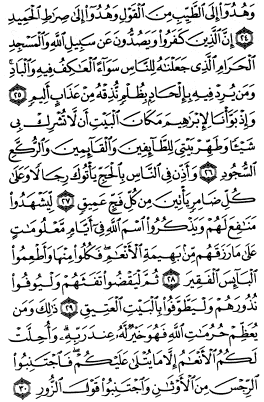 وَهُدُوٓا۟ إِلَى ٱلطَّيِّبِ مِنَ ٱلْقَوْلِ وَهُدُوٓا۟ إِلَىٰ صِرَٰطِ ٱلْحَمِيدِ
٢٤ إِنَّ ٱلَّذِينَ كَفَرُوا۟ وَيَصُدُّونَ عَن سَبِيلِ ٱللَّهِ وَٱلْمَسْجِدِ
ٱلْحَرَامِ ٱلَّذِى جَعَلْنَٰهُ لِلنَّاسِ سَوَآءً ٱلْعَٰكِفُ فِيهِ وَٱلْبَادِ ۚ
وَمَن يُرِدْ فِيهِ بِإِلْحَادٍۭ بِظُلْمٍ نُّذِقْهُ مِنْ عَذَابٍ أَلِيمٍ ٢٥
وَإِذْ بَوَّأْنَا لِإِبْرَٰهِيمَ مَكَانَ ٱلْبَيْتِ أَن لَّا تُشْرِكْ بِى
شَيْـًٔا وَطَهِّرْ بَيْتِىَ لِلطَّآئِفِينَ وَٱلْقَآئِمِينَ وَٱلرُّكَّعِ
ٱلسُّجُودِ ٢٦ وَأَذِّن فِى ٱلنَّاسِ بِٱلْحَجِّ يَأْتُوكَ رِجَالًا وَعَلَىٰ
كُلِّ ضَامِرٍ يَأْتِينَ مِن كُلِّ فَجٍّ عَمِيقٍ ٢٧ لِّيَشْهَدُوا۟
مَنَٰفِعَ لَهُمْ وَيَذْكُرُوا۟ ٱسْمَ ٱللَّهِ فِىٓ أَيَّامٍ مَّعْلُومَٰتٍ
عَلَىٰ مَا رَزَقَهُم مِّنۢ بَهِيمَةِ ٱلْأَنْعَٰمِ ۖ فَكُلُوا۟ مِنْهَا وَأَطْعِمُوا۟
ٱلْبَآئِسَ ٱلْفَقِيرَ ٢٨ ثُمَّ لْيَقْضُوا۟ تَفَثَهُمْ وَلْيُوفُوا۟
نُذُورَهُمْ وَلْيَطَّوَّفُوا۟ بِٱلْبَيْتِ ٱلْعَتِيقِ ٢٩ ذَٰلِكَ وَمَن
يُعَظِّمْ حُرُمَٰتِ ٱللَّهِ فَهُوَ خَيْرٌ لَّهُۥ عِندَ رَبِّهِۦ ۗ وَأُحِلَّتْ
لَكُمُ ٱلْأَنْعَٰمُ إِلَّا مَا يُتْلَىٰ عَلَيْكُمْ ۖ فَٱجْتَنِبُوا۟
ٱلرِّجْسَ مِنَ ٱلْأَوْثَٰنِ وَٱجْتَنِبُوا۟ قَوْلَ ٱلزُّورِ ٣٠